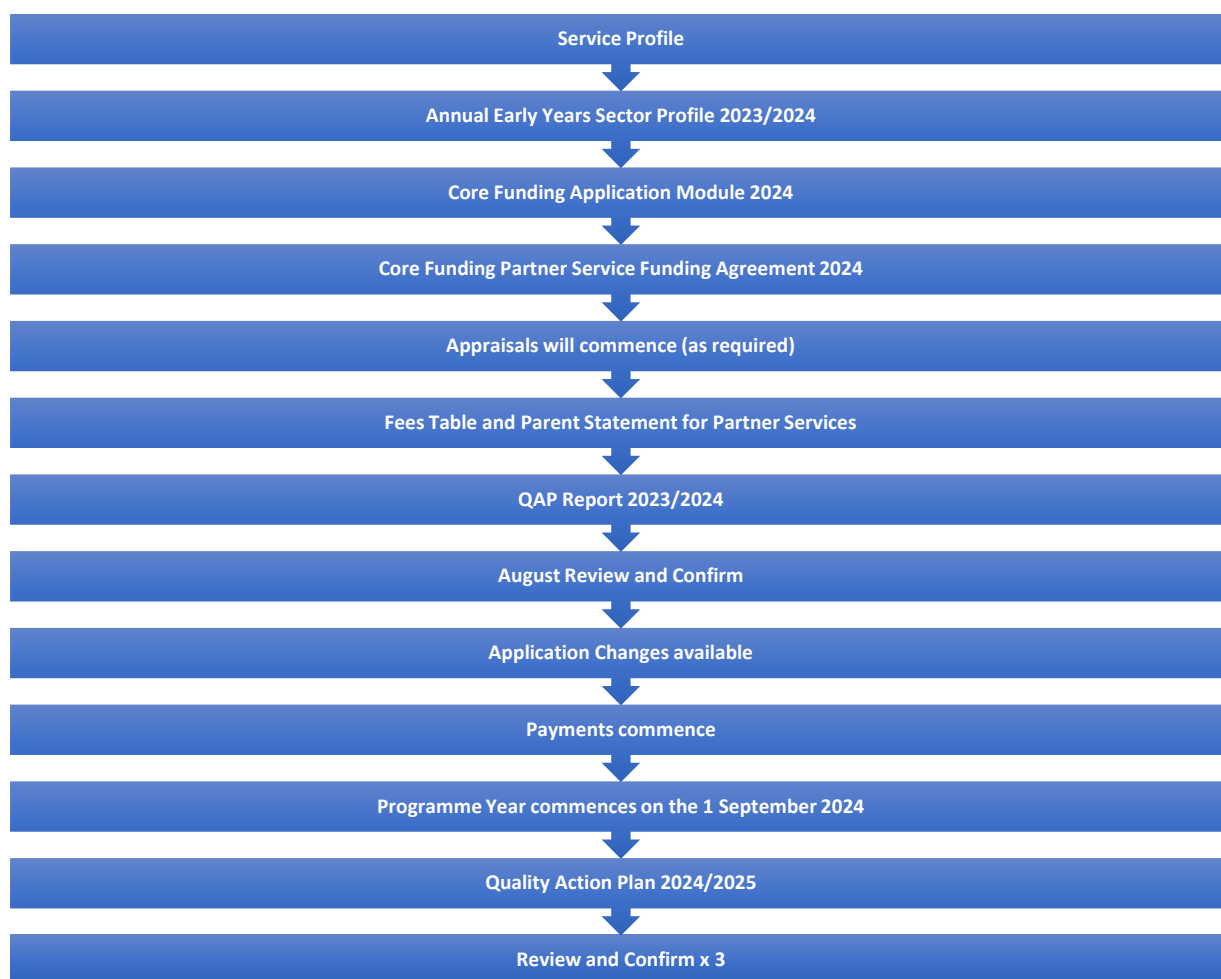 Service Profile
Annual Early Years Sector Profile 2023/2024
Core Funding Application Module 2024
Core Funding Partner Service Funding Agreement 2024
Appraisals will commence (as required)
Fees Table and Parent Statement for Partner Services
QAP Report 2023/2024
August Review and Confirm
Application Changes available
Payments commence
Programme Year commences on the 1 September 2024
Quality Action Plan 2024/2025
Review and Confirm x 3